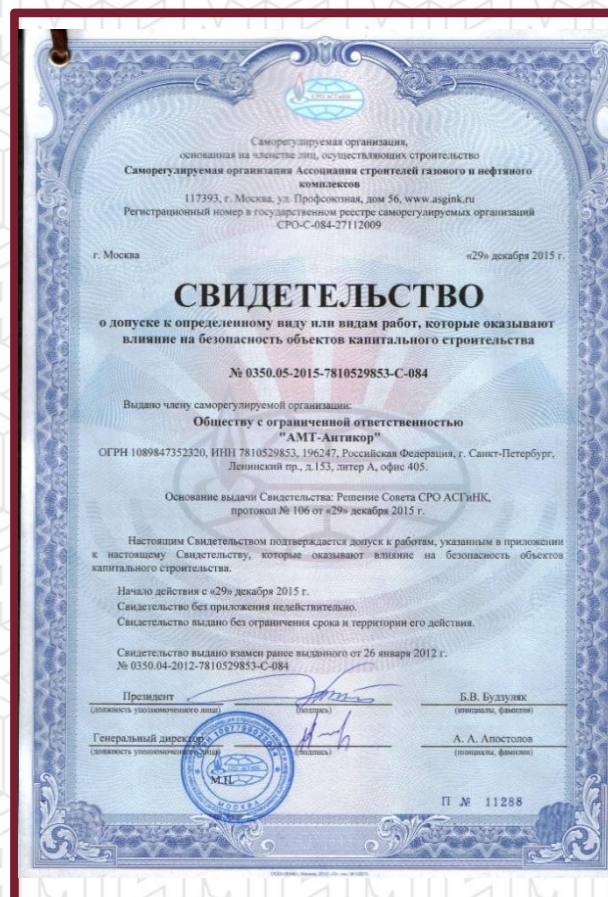 СРО АСГиНК
Саморегулируемая организация,
основанная на членстве лиц, осуществляющих строительство
Саморегулируемая организация Ассоциация строителей газового и нефтяного
комплексов
117393, г. Москва, ул. Профсоюзная, дом 56, www.asgink.ru
Регистрационный номер в государственном реестре саморегулируемых организаций
СРО-С-084-27112009
г. Москва «29» декабря 2015 г.
СВИДЕТЕЛЬСТВО
о допуске к определенному виду или видам работ, которые оказывают
влияние на безопасность объектов капитального строительства
№ 0350.05-2015-7810529853-С-084
Выдано члену саморегулируемой организации:
Обществу с ограниченной ответственностью
"АМТ-Антикор"
ОГРН 1089847352320, ИНН 7810529853, 196247, Российская Федерация, г. Санкт-Петербург,
Ленинский пр., д.153, литер А, офис 405.
Основание выдачи Свидетельства: Решение Совета СРО АСГиНК,
протокол № 106 от «29» декабря 2015 г.
Настоящим Свидетельством подтверждается допуск к работам, указанным в приложении
к настоящему Свидетельству, которые оказывают влияние на безопасность объектов
капитального строительства.
Начало действия с «29» декабря 2015 г.
Свидетельство без приложения недействительно.
Свидетельство выдано без ограничения срока и территории его действия.
Свидетельство выдано взамен ранее выданного от 26 января 2012 г.
№ 0350.04-2012-7810529853-С-084
Президент Б.В. Будзуляк
(должность уполномоченного лица) (подпись) (инициалы, фамилия)
Генеральный директор А. А. Апостолов
(должность уполномоченного лица) (подпись) (инициалы, фамилия)
М.П.
МОСКВА
П № 11288